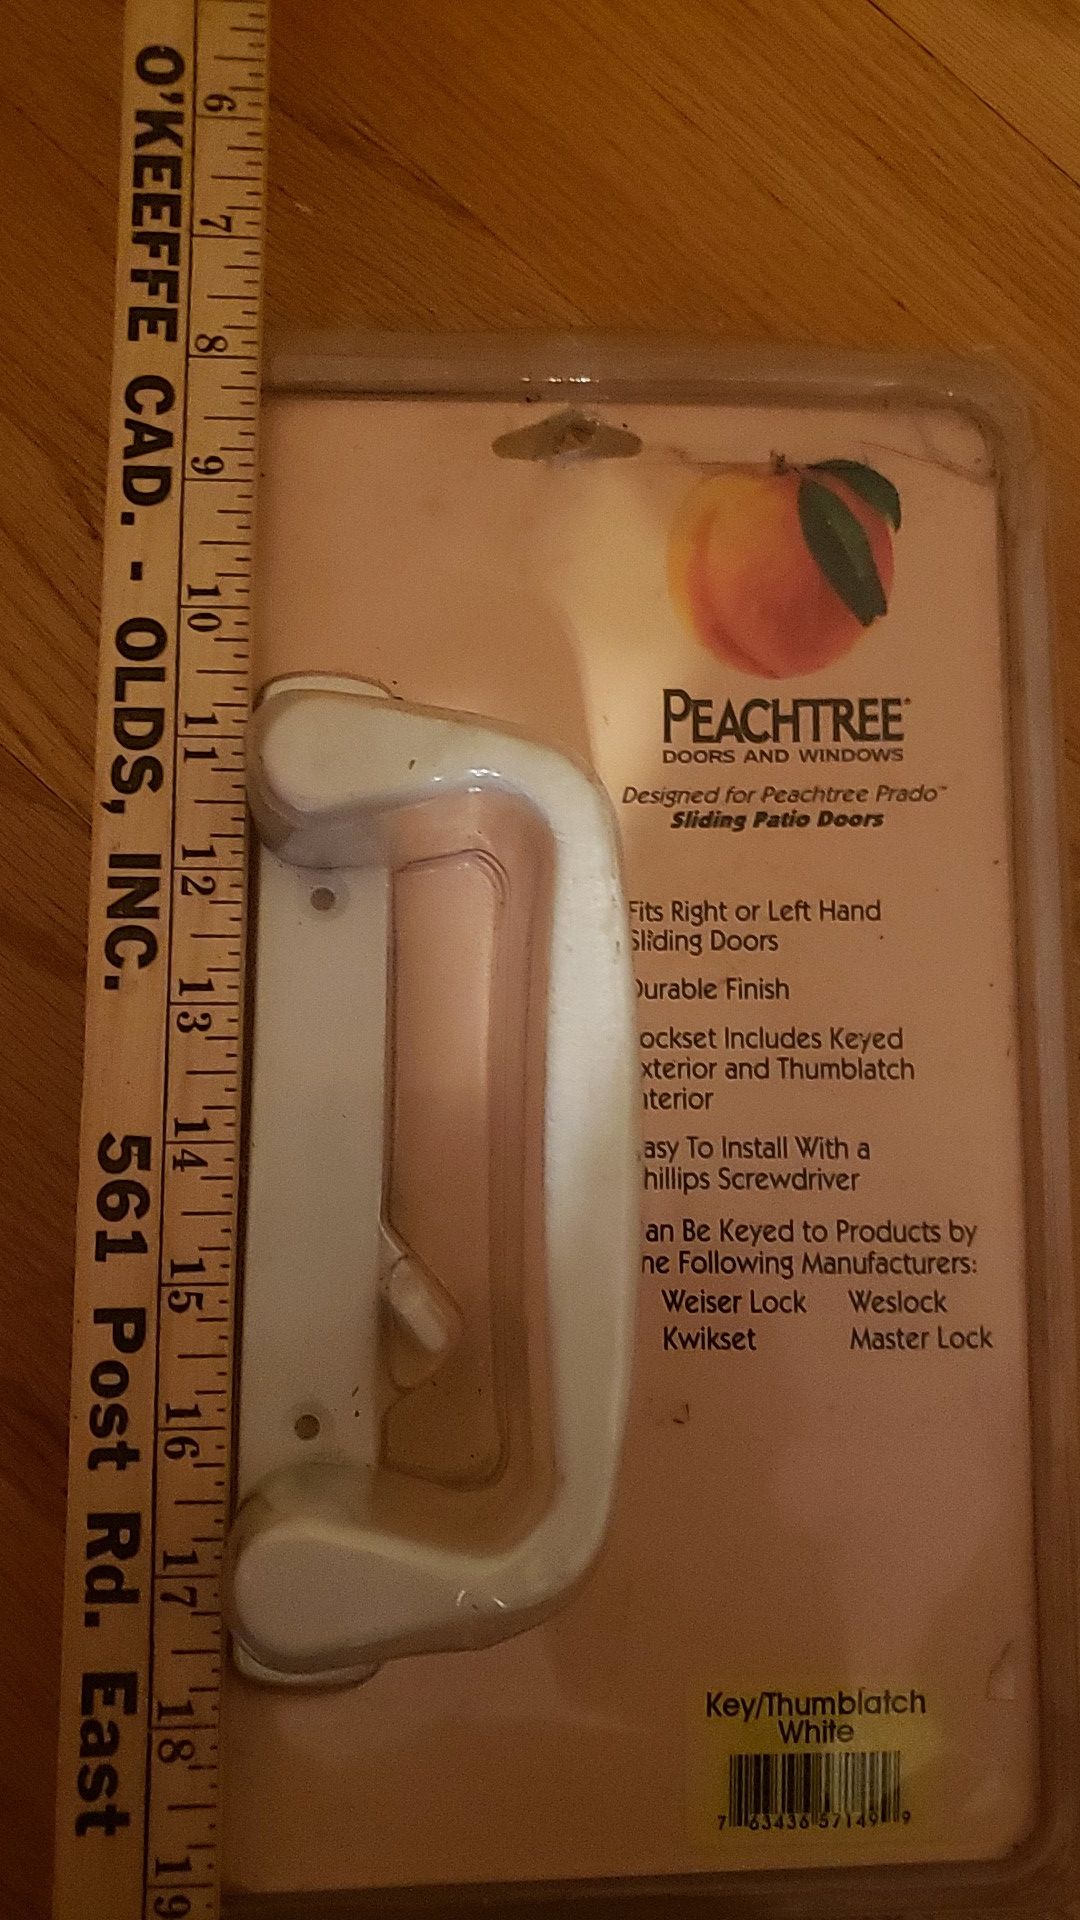 O'KEEFFE CAD. - OLDS, INC. 561 Post Rd. East
6
7
8
9
10
11
12
13
14
15
16
17
18
19
PEACHTREE®
DOORS AND WINDOWS
Designed for Peachtree Prado™
Sliding Patio Doors
Fits Right or Left Hand
Sliding Doors
Durable Finish
ockset Includes Keyed
xterior and Thumblatch
nterior
asy To Install With a
hillips Screwdriver
an Be Keyed to Products by
he Following Manufacturers:
Weiser Lock Weslock
Kwikset Master Lock
Key/Thumblatch
White
7 63436 57149 9